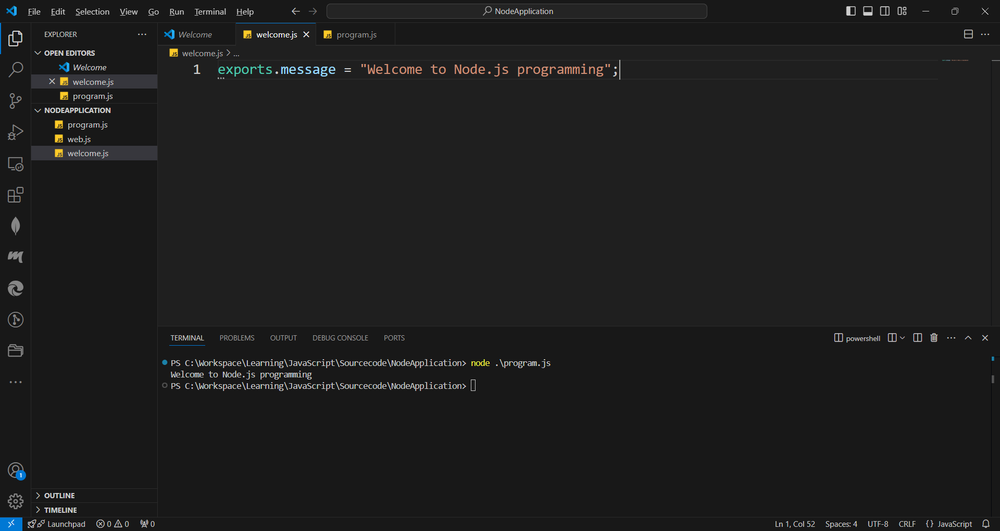 File Edit Selection View Go Run Terminal Help
NodeApplication
EXPLORER
OPEN EDITORS
Welcome
welcome.js
program.js
NODEAPPLICATION
program.js
web.js
welcome.js
OUTLINE
TIMELINE
Welcome
welcome.js
program.js
welcome.js > ...
1 exports.message = "Welcome to Node.js programming";
TERMINAL PROBLEMS OUTPUT DEBUG CONSOLE PORTS
powershell
PS C:\Workspace\Learning\JavaScript\Sourcecode\NodeApplication> node .\program.js
Welcome to Node.js programming
PS C:\Workspace\Learning\JavaScript\Sourcecode\NodeApplication>
1
Launchpad 0 0 0
Ln 1, Col 52 Spaces: 4 UTF-8 CRLF {} JavaScript